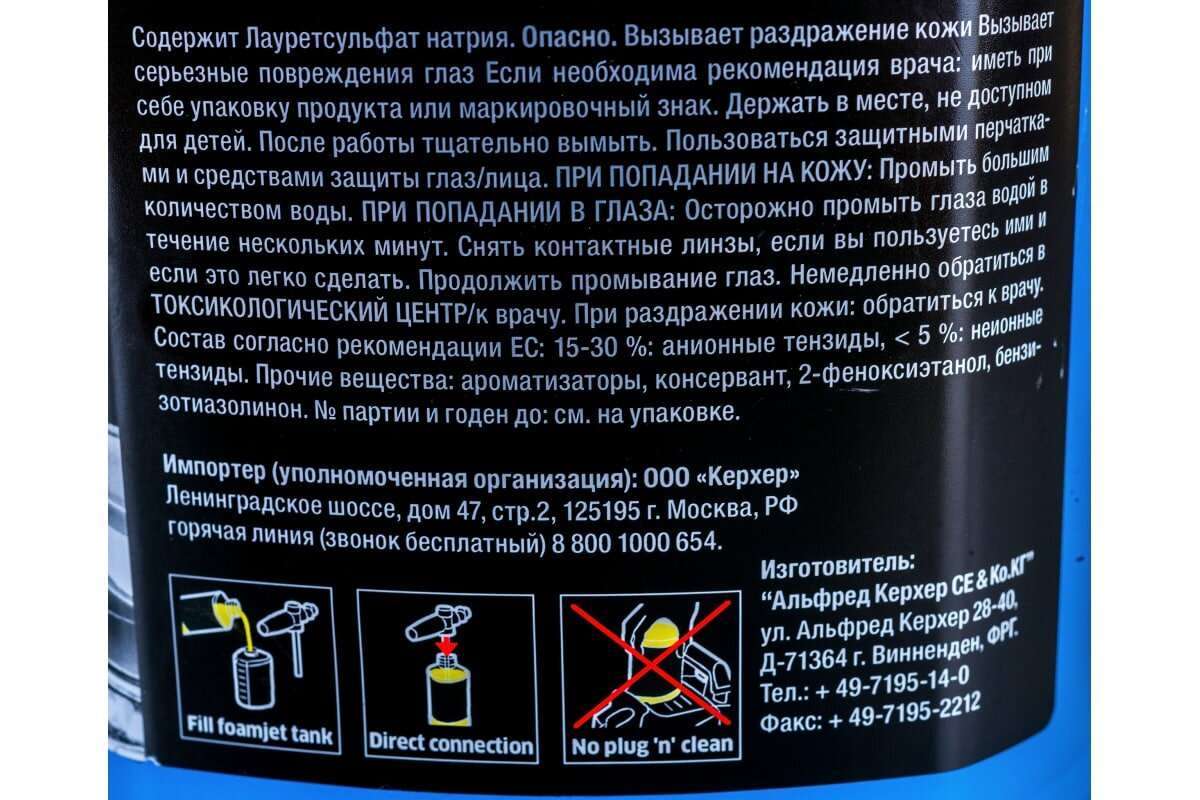 Содержит Лауретсульфат натрия. Опасно. Вызывает раздражение кожи Вызывает
серьезные повреждения глаз Если необходима рекомендация врача: иметь при
себе упаковку продукта или маркировочный знак. Держать в месте, не доступном
для детей. После работы тщательно вымыть. Пользоваться защитными перчатка-
ми и средствами защиты глаз/лица. ПРИ ПОПАДАНИИ НА КОЖУ: Промыть большим
количеством воды. ПРИ ПОПАДАНИИ В ГЛАЗА: Осторожно промыть глаза водой в
течение нескольких минут. Снять контактные линзы, если вы пользуетесь ими и
если это легко сделать. Продолжить промывание глаз. Немедленно обратиться в
ТОКСИКОЛОГИЧЕСКИЙ ЦЕНТР/к врачу. При раздражении кожи: обратиться к врачу.
Состав согласно рекомендации ЕС: 15-30 %: анионные тензиды, < 5 %: неионные
тензиды. Прочие вещества: ароматизаторы, консервант, 2-феноксиэтанол, бензи-
зотиазолинон. № партии и годен до: см. на упаковке.
Импортер (уполномоченная организация): ООО «Керхер»
Ленинградское шоссе, дом 47, стр.2, 125195 г. Москва, РФ
горячая линия (звонок бесплатный) 8 800 1000 654.
Изготовитель:
“Альфред Керхер СЕ & Ко.КГ”
ул. Альфред Керхер 28-40,
Д-71364 г. Винненден, ФРГ.
Тел.: + 49-7195-14-0
Факс: + 49-7195-2212
Fill foamjet tank
Direct connection
No plug 'n' clean